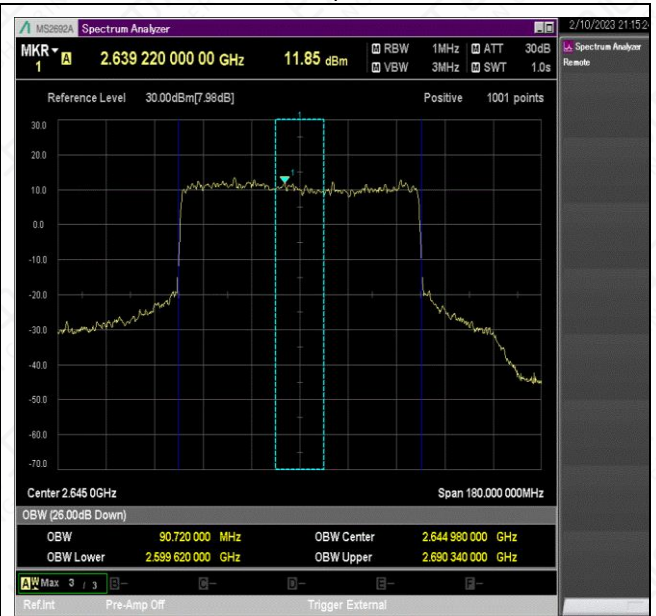 MS2692A Spectrum Analyzer
2/10/2023 21:15:2
MKR 1 A 2.639 220 000 00 GHz 11.85 dBm
M RBW 1MHz M ATT 30dB
M VBW 3MHz M SWT 1.0s
Spectrum Analyzer
Remote
Reference Level 30.00dBm[7.98dB] Positive 1001 points
1
30.0
20.0
1
10.0
0.0
-10.0
-20.0
-30.0
-40.0
-50.0
-60.0
-70.0
Center 2.645 0GHz Span 180.000 000MHz
OBW (26.00dB Down)
OBW 90.720 000 MHz OBW Center 2.644 980 000 GHz
OBW Lower 2.599 620 000 GHz OBW Upper 2.690 340 000 GHz
A W Max 3 / 3 B- C- D- E- F-
Ref.Int Pre-Amp Off Trigger External